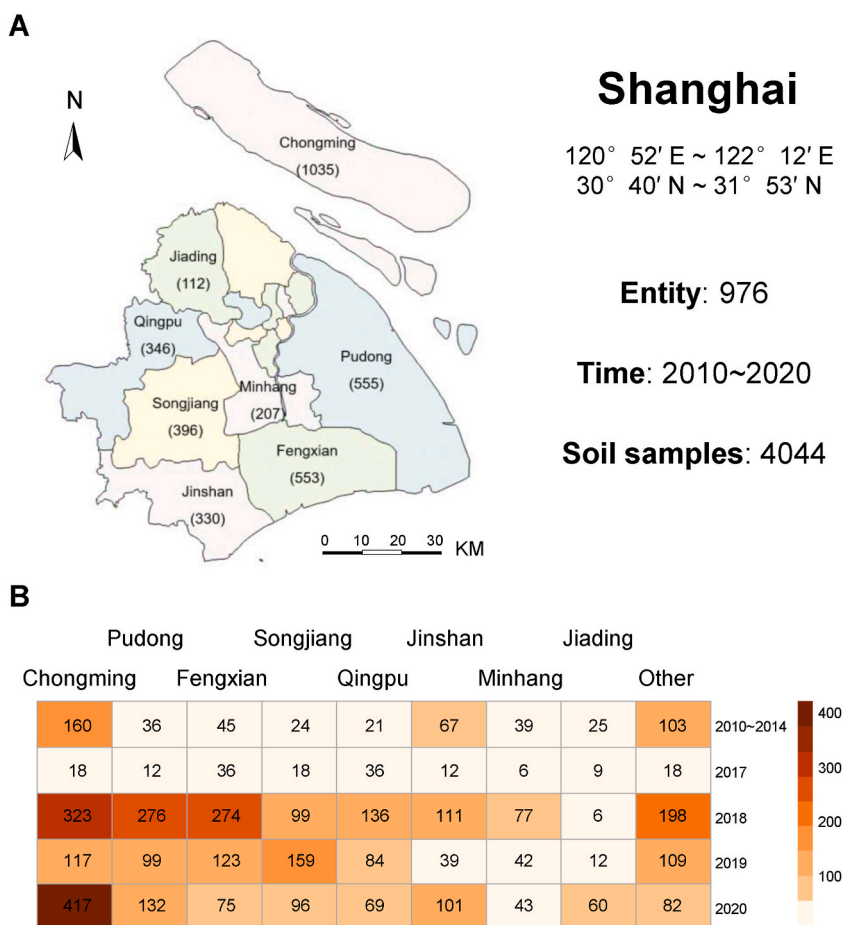 A
N
Chongming
(1035)
Jiading
(112)
Qingpu
(346)
Pudong
(555)
Minhang
(207)
Songjiang
(396)
Fengxian
(553)
Jinshan
(330)
0 10 20 30 KM
Shanghai
120° 52′ E ~ 122° 12′ E
30° 40′ N ~ 31° 53′ N
Entity: 976
Time: 2010~2020
Soil samples: 4044
B
Pudong Songjiang Jinshan Jiading
Chongming Fengxian Qingpu Minhang Other
160 36 45 24 21 67 39 25 103 2010~2014
18 12 36 18 36 12 6 9 18 2017
323 276 274 99 136 111 77 6 198 2018
117 99 123 159 84 39 42 12 109 2019
417 132 75 96 69 101 43 60 82 2020
400
300
200
100